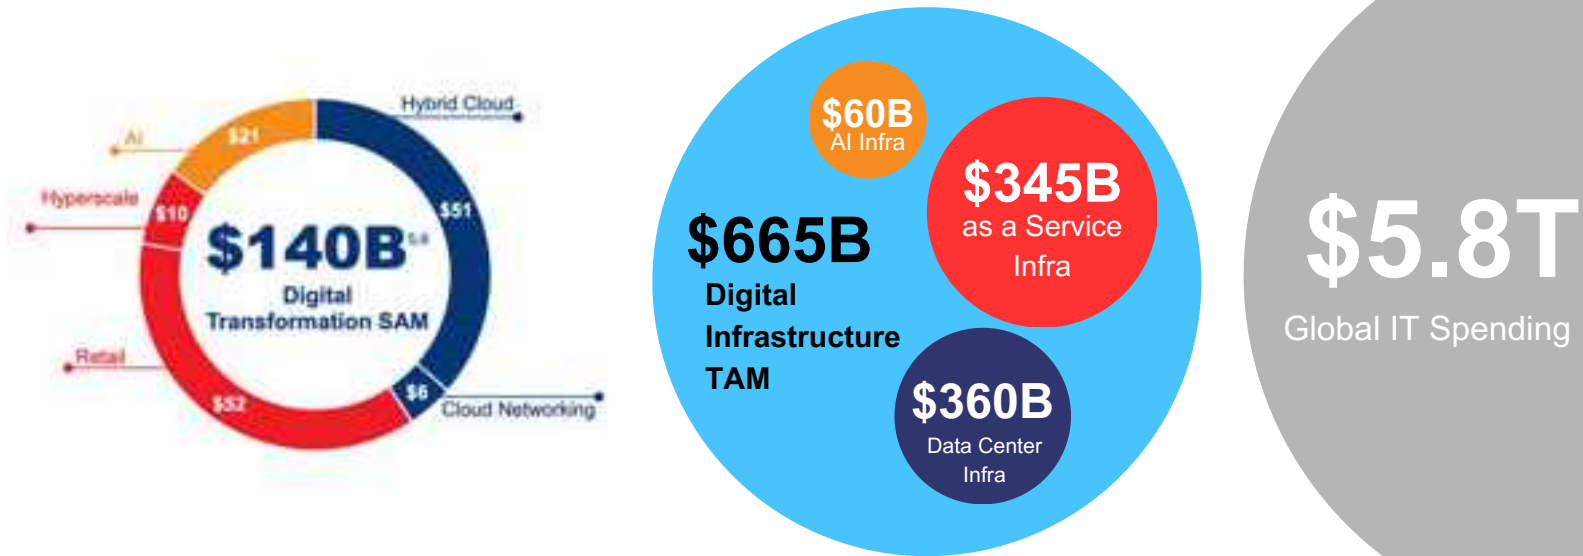 Hybrid Cloud
AI
$21
Hyperscale
$10
$51
$140B
Digital
Transformation SAM
Retail
$52
$6
Cloud Networking
$60B
AI Infra
$345B
as a Service
Infra
$665B
Digital
Infrastructure
TAM
$360B
Data Center
Infra
$5.8T
Global IT Spending